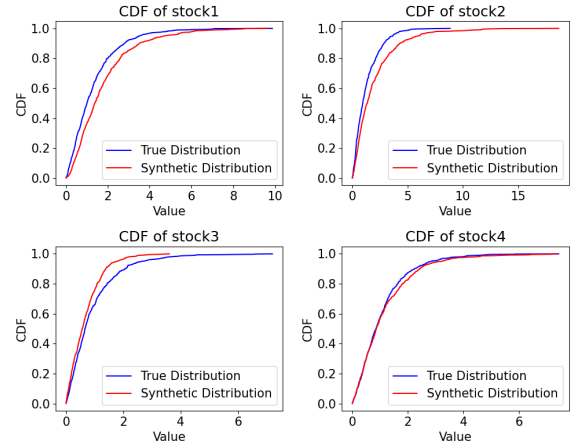 CDF of stock1
CDF
1.0
0.8
0.6
0.4
0.2
0.0
True Distribution
Synthetic Distribution
0 2 4 6 8 10
Value
CDF of stock2
CDF
1.0
0.8
0.6
0.4
0.2
0.0
True Distribution
Synthetic Distribution
0 5 10 15
Value
CDF of stock3
CDF
1.0
0.8
0.6
0.4
0.2
0.0
True Distribution
Synthetic Distribution
0 2 4 6
Value
CDF of stock4
CDF
1.0
0.8
0.6
0.4
0.2
0.0
True Distribution
Synthetic Distribution
0 2 4 6
Value